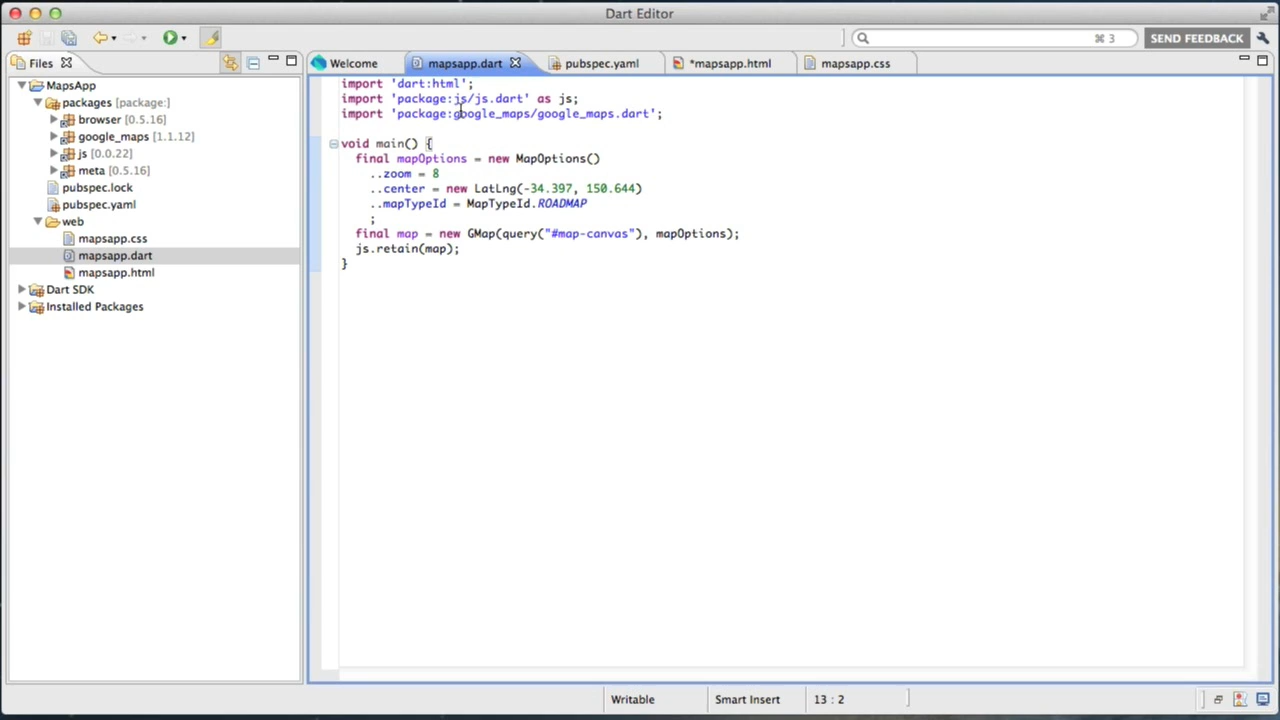 Dart Editor
⌘ 3
SEND FEEDBACK
Files
Welcome
mapsapp.dart
pubspec.yaml
*mapsapp.html
mapsapp.css
MapsApp
packages [package:]
browser [0.5.16]
google_maps [1.1.12]
js [0.0.22]
meta [0.5.16]
pubspec.lock
pubspec.yaml
web
mapsapp.css
mapsapp.dart
mapsapp.html
Dart SDK
Installed Packages
import 'dart:html';
import 'package:js/js.dart' as js;
import 'package:google_maps/google_maps.dart';
void main() {
final mapOptions = new MapOptions()
..zoom = 8
..center = new LatLng(-34.397, 150.644)
..mapTypeId = MapTypeId.ROADMAP
;
final map = new GMap(query("#map-canvas"), mapOptions);
js.retain(map);
}
Writable
Smart Insert
13 : 2